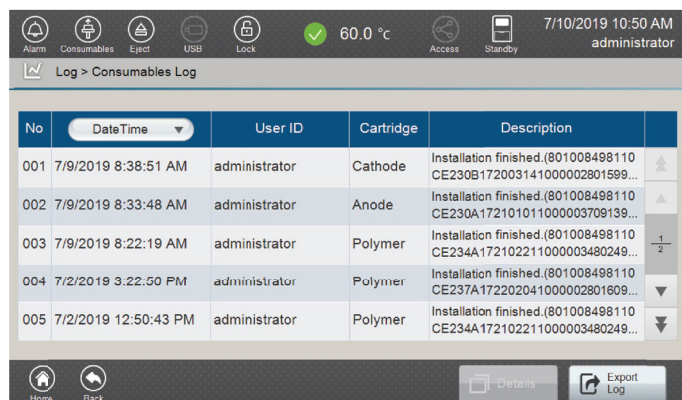 7/10/2019 10:50 AM
60.0 °c
administrator
Alarm Consumables Eject USB Lock Access Standby
Log > Consumables Log
No DateTime User ID Cartridge Description
001 7/9/2019 8:38:51 AM administrator Cathode Installation finished.(801008498110
CE230B172003141000002801599...
002 7/9/2019 8:33:48 AM administrator Anode Installation finished.(801008498110
CE230A172101011000003709139...
003 7/9/2019 8:22:19 AM administrator Polymer Installation finished.(801008498110
CE234A172102211000003480249...
1
2
004 7/2/2019 3:22:50 PM administrator Polymer Installation finished.(801008498110
CE237A172202041000002801609...
005 7/2/2019 12:50:43 PM administrator Polymer Installation finished.(801008498110
CE234A172102211000003480249...
Details
Export
Log
Home Back